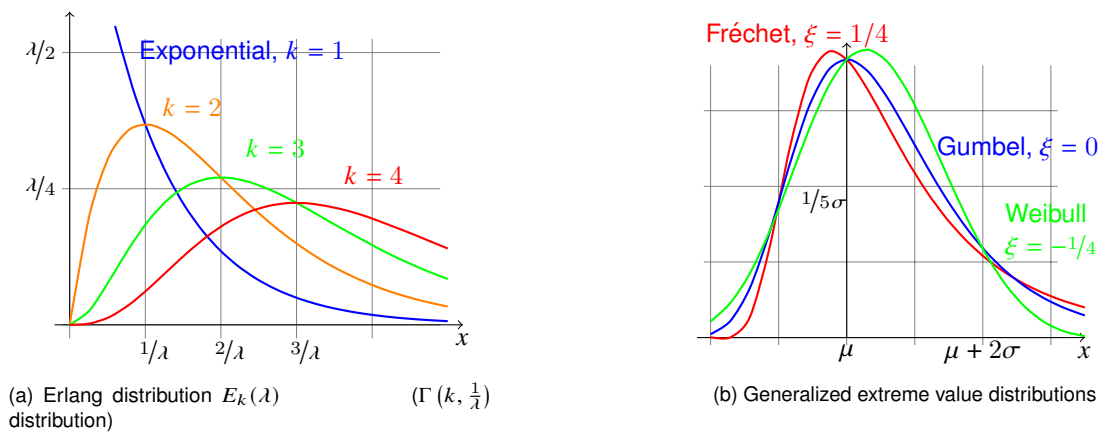 λ/2
Exponential, k = 1
k = 2
k = 3
k = 4
λ/4
x
1/λ
2/λ
3/λ
(a) Erlang distribution E_k(λ) (Γ (k, 1/λ)
distribution)
Fréchet, ξ = 1/4
Gumbel, ξ = 0
1/5σ
Weibull
ξ = −1/4
μ
μ + 2σ
x
(b) Generalized extreme value distributions